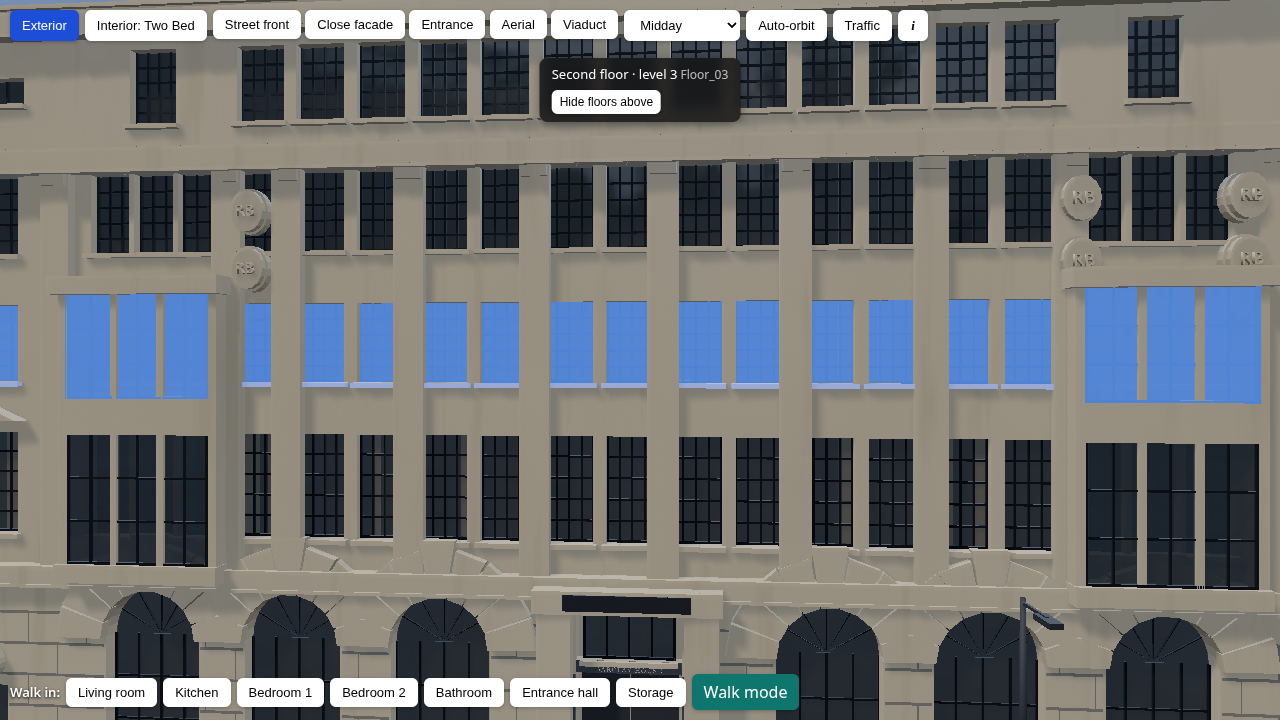 Exterior
Interior: Two Bed
Street front
Close facade
Entrance
Aerial
Viaduct
Midday
Auto-orbit
Traffic
i
Second floor · level 3 Floor_03
Hide floors above
RB
RB
RB
RB
RB
RB
Walk in:
Living room
Kitchen
Bedroom 1
Bedroom 2
Bathroom
Entrance hall
Storage
Walk mode